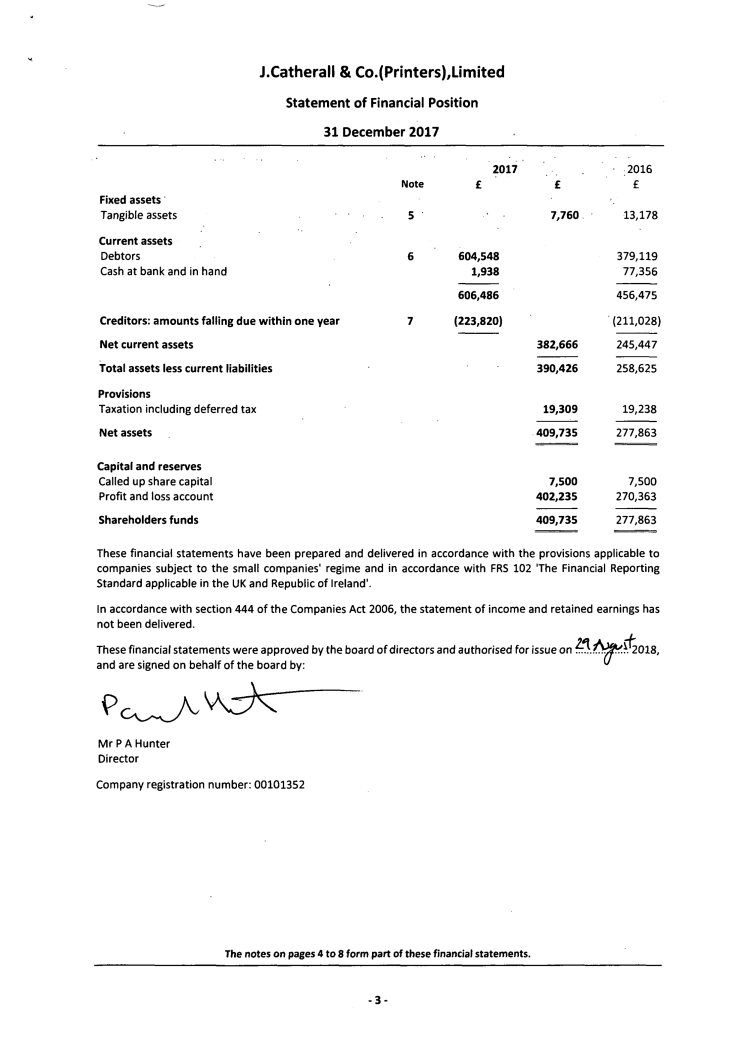 J.Catherall & Co.(Printers),Limited
Statement of Financial Position
31 December 2017
2017 2016
Note £ £ £
Fixed assets
Tangible assets 5 7,760 13,178
Current assets
Debtors 6 604,548 379,119
Cash at bank and in hand 1,938 77,356
606,486 456,475
Creditors: amounts falling due within one year 7 (223,820) (211,028)
Net current assets 382,666 245,447
Total assets less current liabilities 390,426 258,625
Provisions
Taxation including deferred tax 19,309 19,238
Net assets 409,735 277,863
Capital and reserves
Called up share capital 7,500 7,500
Profit and loss account 402,235 270,363
Shareholders funds 409,735 277,863
These financial statements have been prepared and delivered in accordance with the provisions applicable to
companies subject to the small companies' regime and in accordance with FRS 102 'The Financial Reporting
Standard applicable in the UK and Republic of Ireland'.
In accordance with section 444 of the Companies Act 2006, the statement of income and retained earnings has
not been delivered.
These financial statements were approved by the board of directors and authorised for issue on 29 August 2018,
and are signed on behalf of the board by:
Mr P A Hunter
Director
Company registration number: 00101352
The notes on pages 4 to 8 form part of these financial statements.
- 3 -